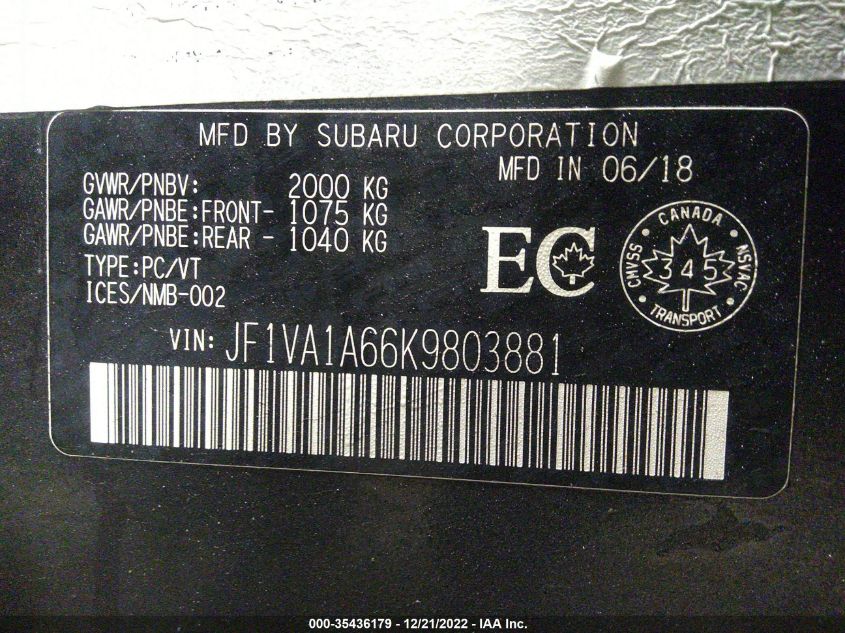 MFD BY SUBARU CORPORATION
MFD IN 06/18
GVWR/PNBV: 2000 KG
GAWR/PNBE:FRONT- 1075 KG
GAWR/PNBE:REAR - 1040 KG
TYPE:PC/VT
ICES/NMB-002
EC
CANADA
CMVSS 345 NSVAC
TRANSPORT
VIN: JF1VA1A66K9803881
000-35436179 - 12/21/2022 - IAA Inc.